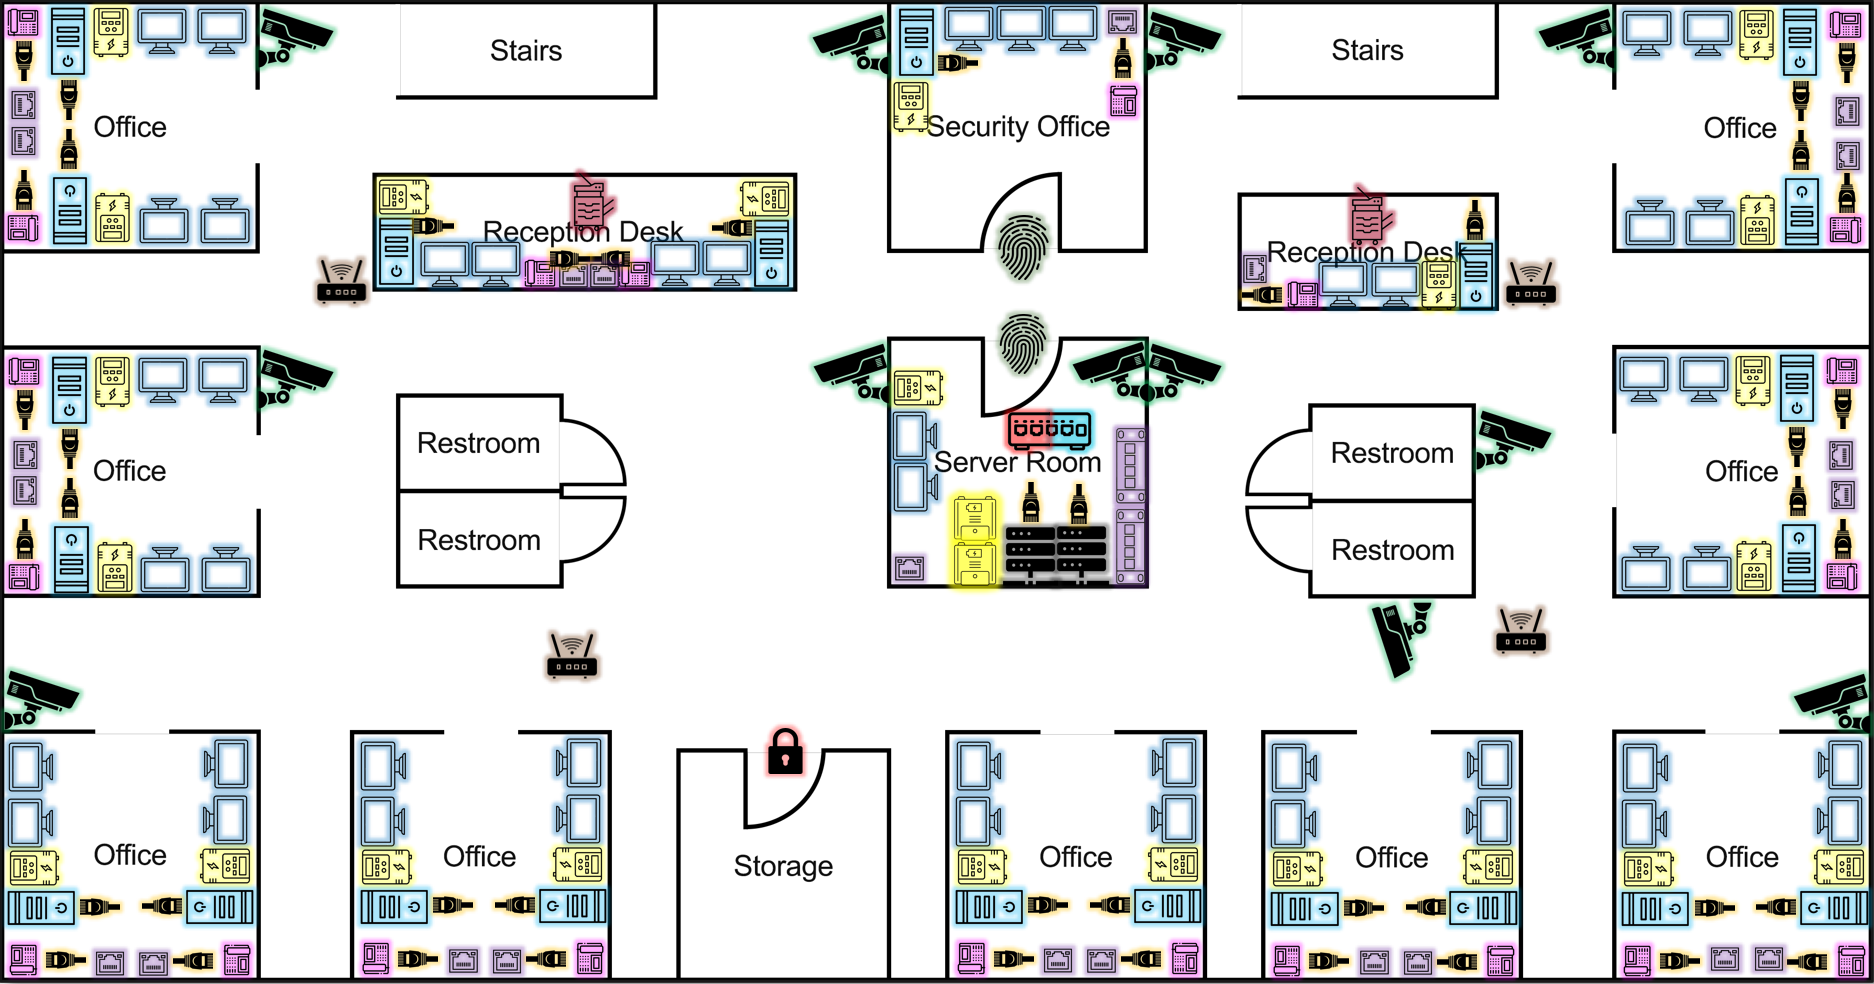 Stairs
Stairs
Office
Security Office
Office
Reception Desk
Reception Desk
Office
Restroom
Server Room
Restroom
Office
Restroom
Restroom
Office
Office
Storage
Office
Office
Office